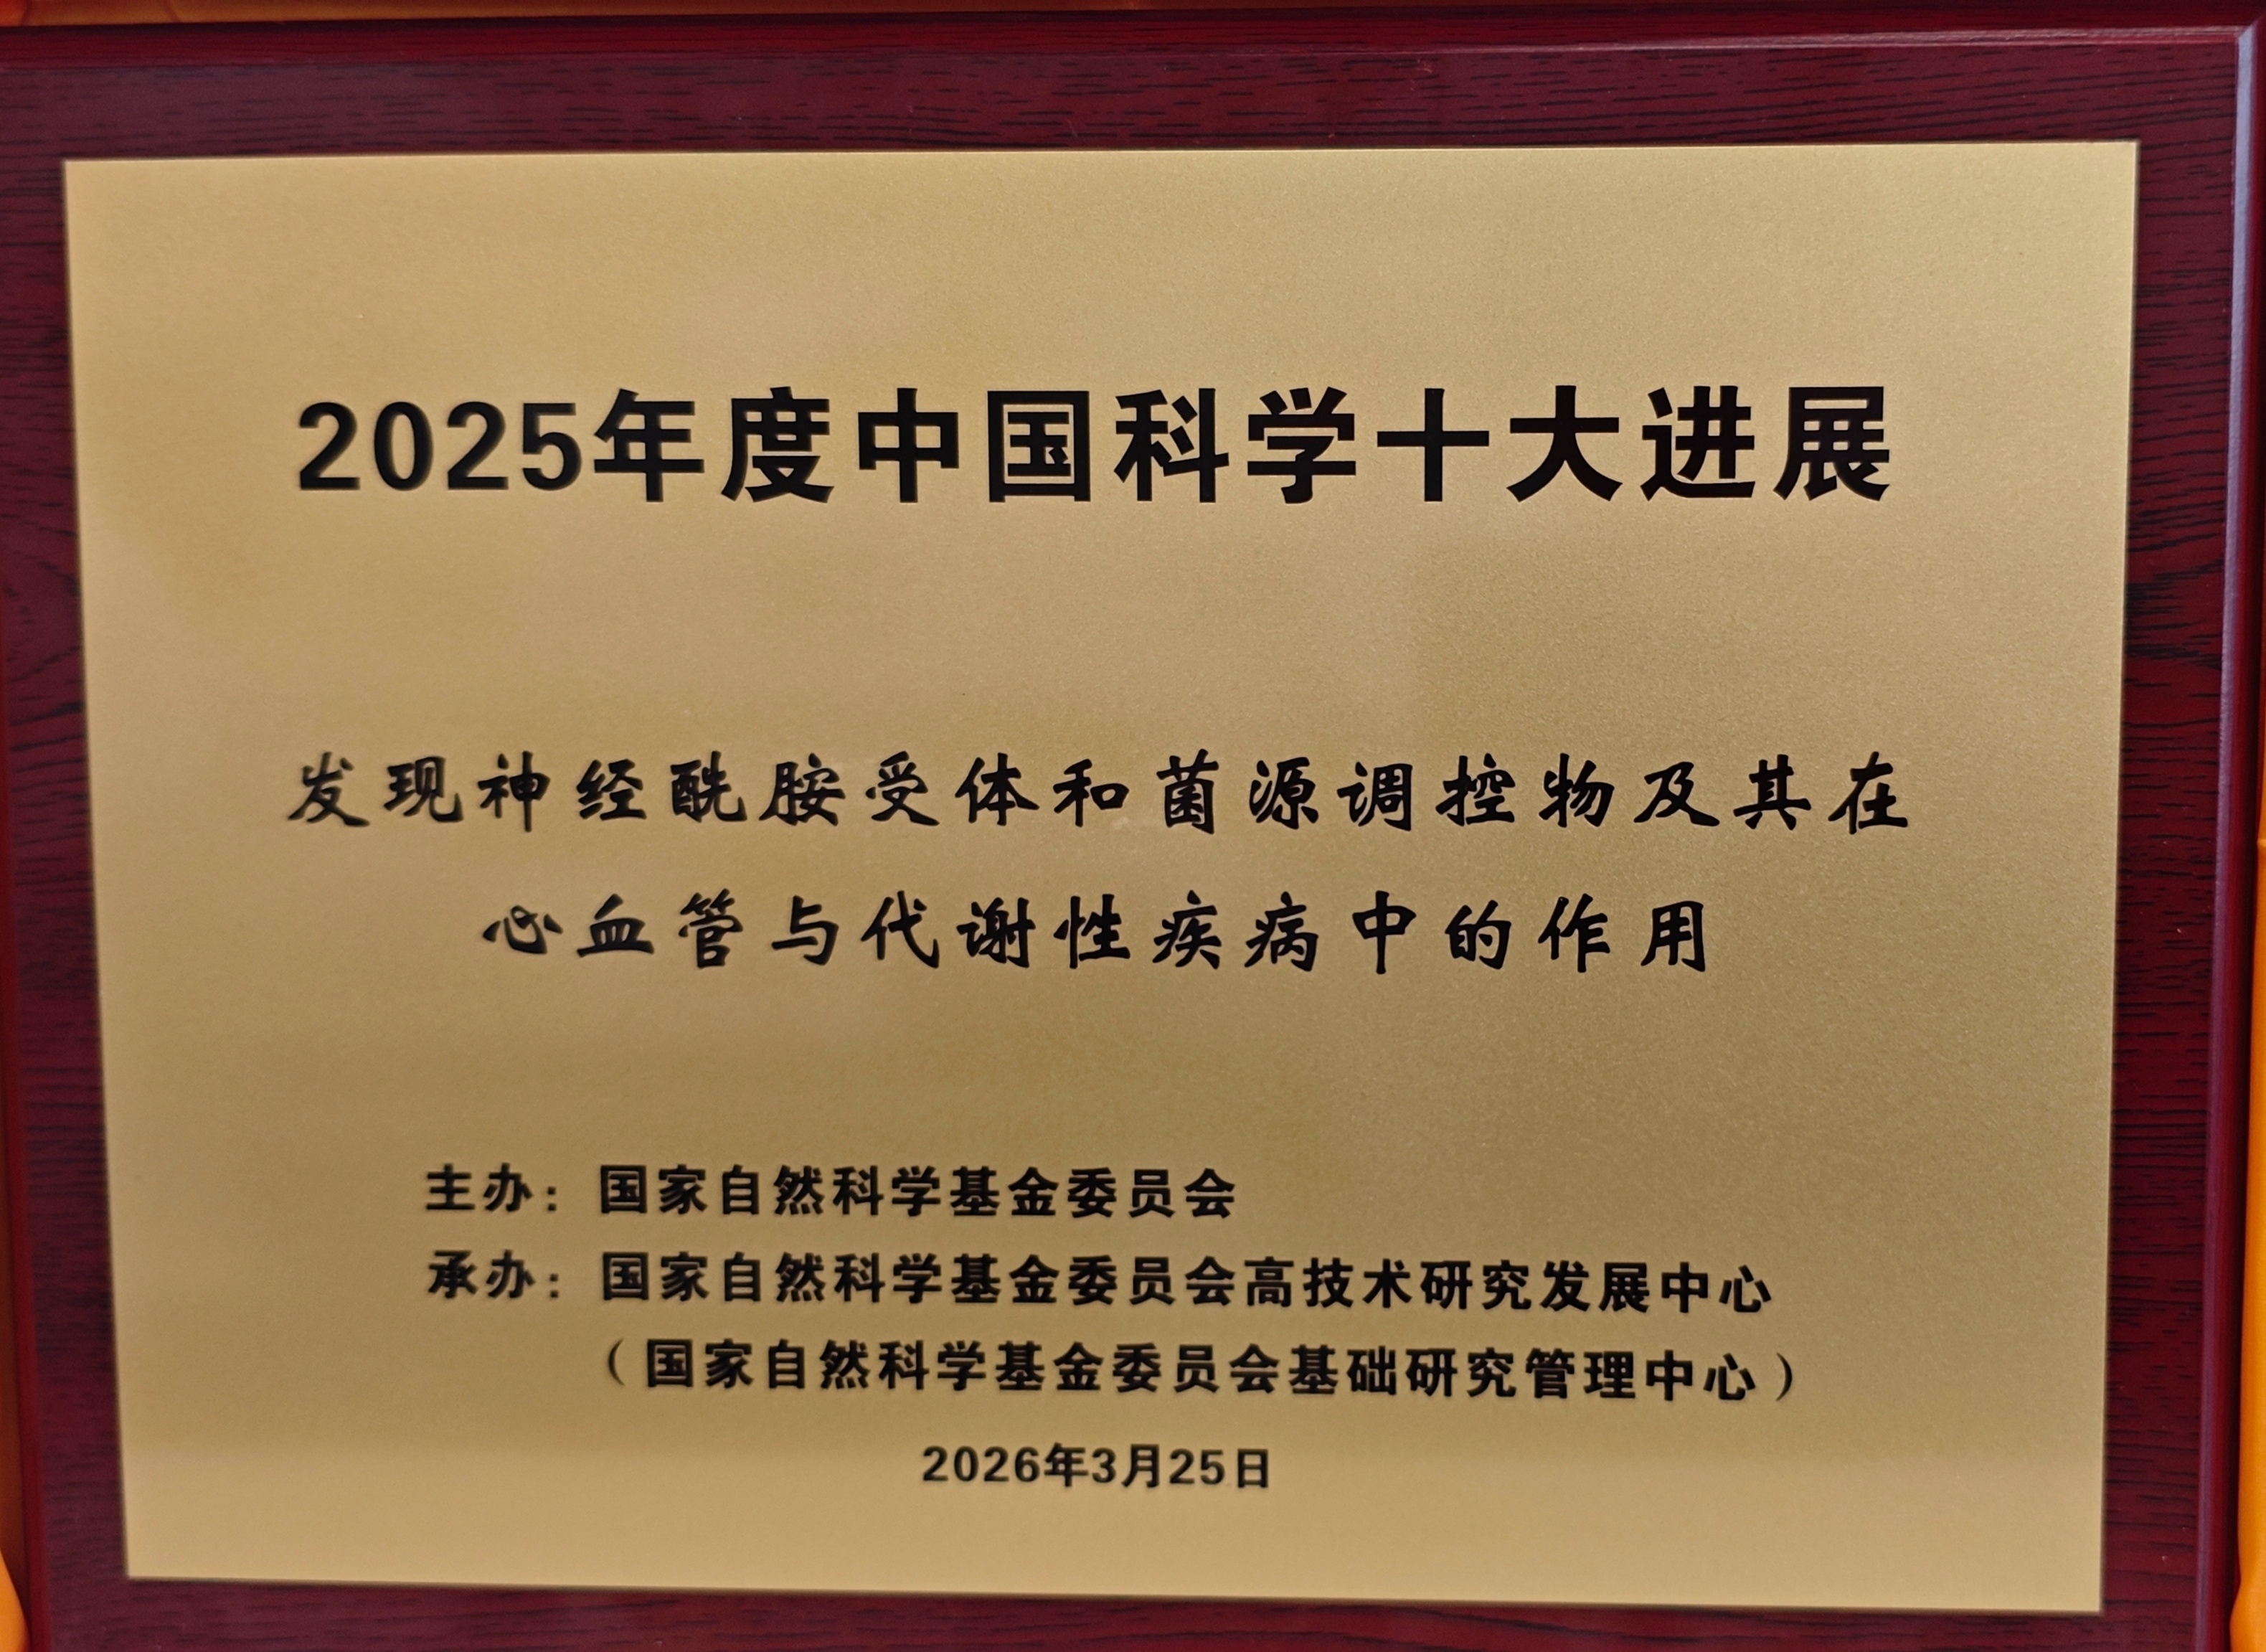 2025年度中国科学十大进展
发现神经酰胺受体和菌源调控物及其在
心血管与代谢性疾病中的作用
主办：国家自然科学基金委员会
承办：国家自然科学基金委员会高技术研究发展中心
（国家自然科学基金委员会基础研究管理中心）
2026年3月25日